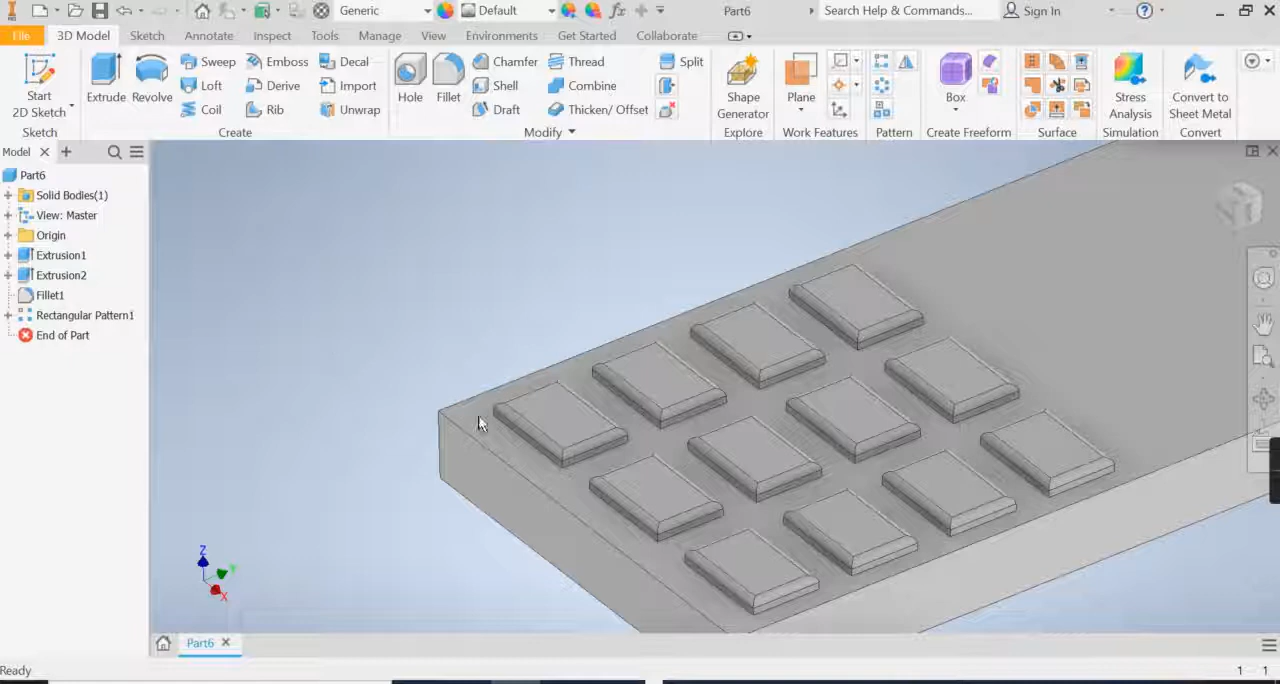 Generic Default fx Part6 Search Help & Commands... Sign In
File 3D Model Sketch Annotate Inspect Tools Manage View Environments Get Started Collaborate
Start 2D Sketch
Extrude Revolve
Sweep Emboss Decal
Loft Derive Import
Coil Rib Unwrap
Hole Fillet
Chamfer Thread Split
Shell Combine
Draft Thicken/ Offset
Shape Generator
Plane
Box
Stress Analysis
Convert to Sheet Metal
Sketch Create Modify Explore Work Features Pattern Create Freeform Surface Simulation Convert
Model
Part6
Solid Bodies(1)
View: Master
Origin
Extrusion1
Extrusion2
Fillet1
Rectangular Pattern1
End of Part
Z
Y
X
Part6
Ready 1 1